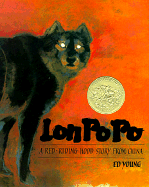 Lon Po Po
A RED-RIDING HOOD STORY FROM CHINA
ED YOUNG